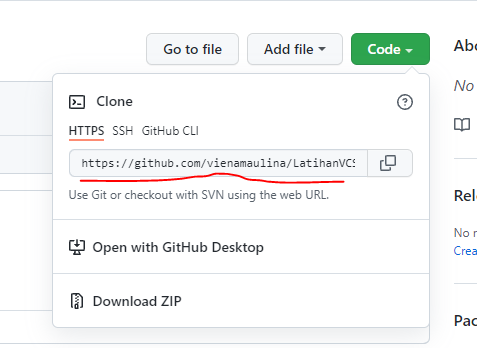 Go to file Add file Code
Abo
Clone
No
HTTPS SSH GitHub CLI
https://github.com/vienamaulina/LatihanVCS
Use Git or checkout with SVN using the web URL.
Rel
Open with GitHub Desktop
No r
Crea
Download ZIP
Pac